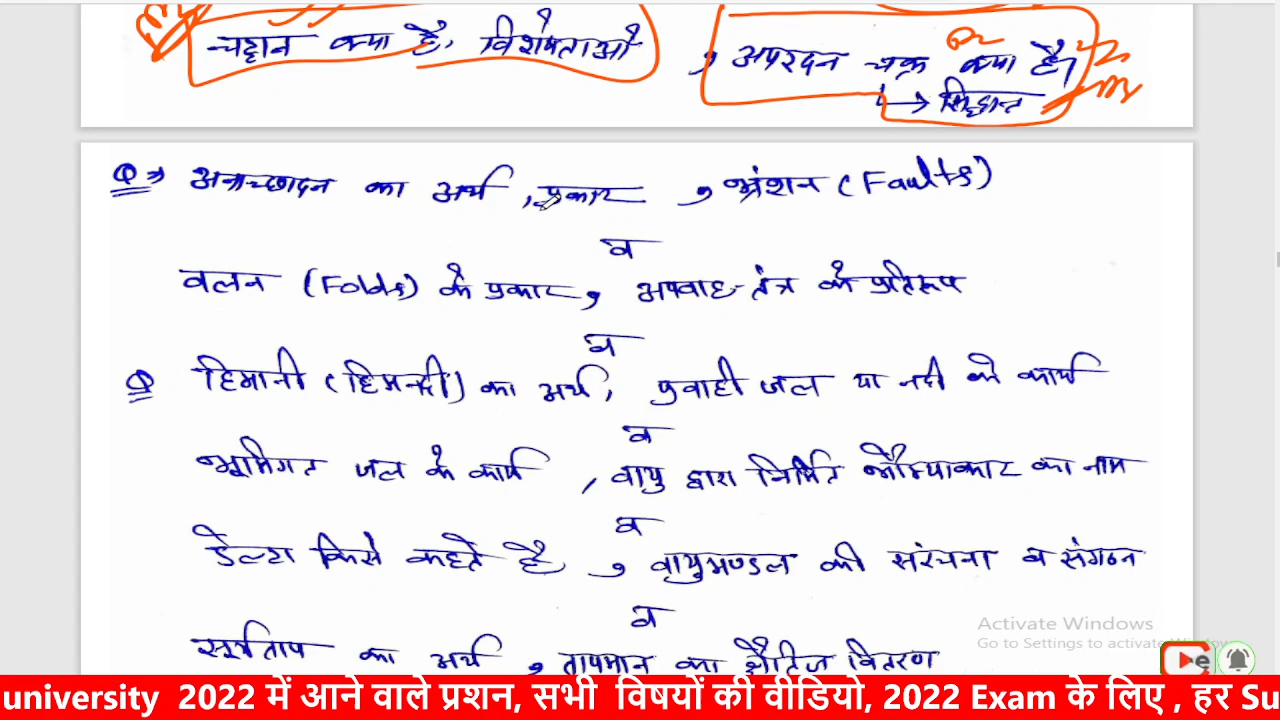 चट्टान क्या है, विशेषताओं
, अपरदन चक्र क्या है।
↳ सिद्धान्त
Q ⇒ अनाच्छादन का अर्थ, प्रकार, भ्रंशन (Faults)
व
वलन (Folds) के प्रकार, अपवाह-तंत्र के प्रतिरूप
व
Q हिमानी (हिमनदी) का अर्थ, प्रवाही जल या नदी के कार्य
व
भूमिगत जल के कार्य, वायु द्वारा निर्मित भौम्याकार का नाम
व
डेल्टा किसे कहते है, वायुमण्डल की संरचना व संगठन
व
सूर्यताप का अर्थ, तापमान का क्षैतिज वितरण
Activate Windows
Go to Settings to activate Windows.
university 2022 में आने वाले प्रशन, सभी विषयों की वीडियो, 2022 Exam के लिए , हर Su